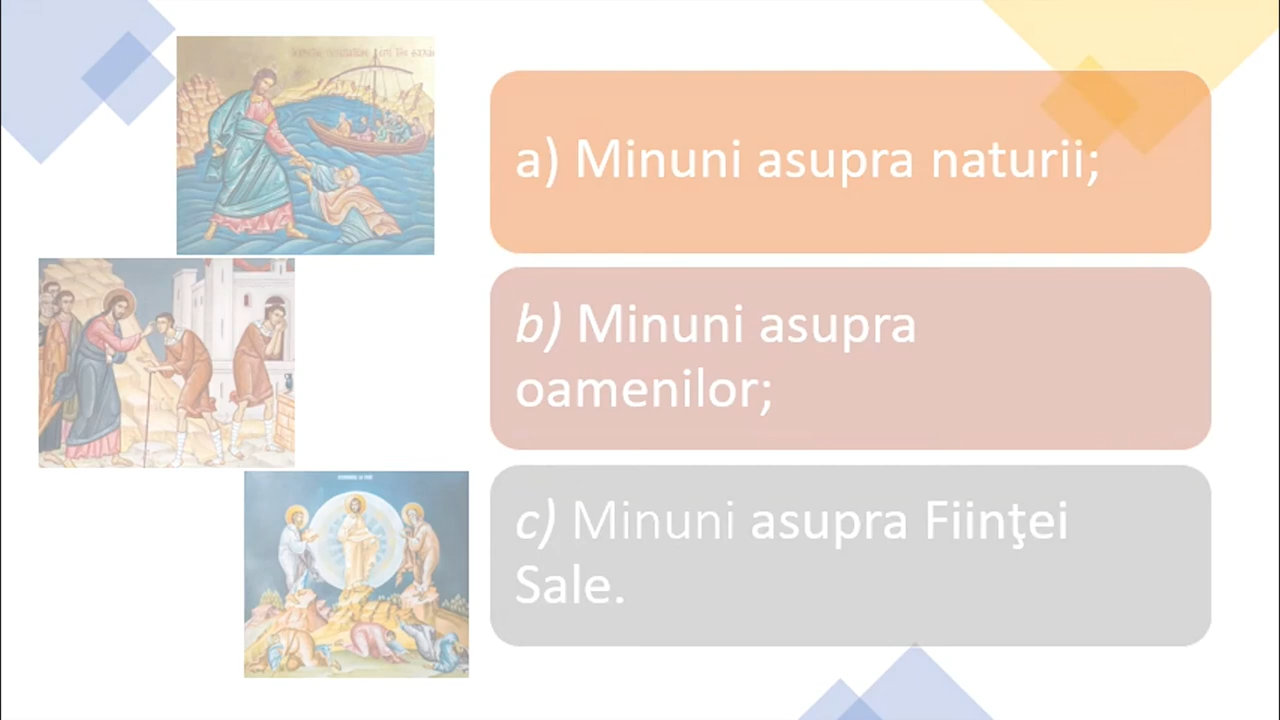 a) Minuni asupra naturii;
b) Minuni asupra
oamenilor;
c) Minuni asupra Fiinţei
Sale.